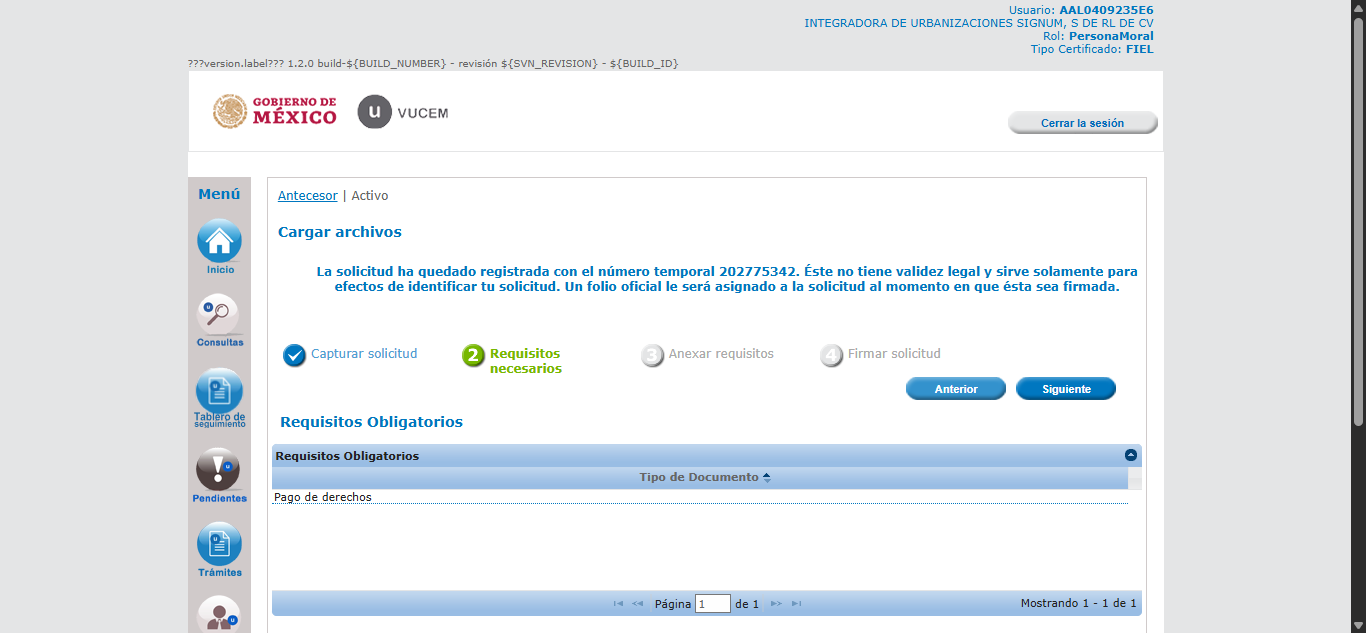 Usuario: AAL0409235E6
INTEGRADORA DE URBANIZACIONES SIGNUM, S DE RL DE CV
Rol: PersonaMoral
Tipo Certificado: FIEL
???version.label??? 1.2.0 build-${BUILD_NUMBER} - revisión ${SVN_REVISION} - ${BUILD_ID}
GOBIERNO DE
MÉXICO
u VUCEM
Cerrar la sesión
Menú
Inicio
Consultas
Tablero de
seguimiento
Pendientes
Trámites
Antecesor | Activo
Cargar archivos
La solicitud ha quedado registrada con el número temporal 202775342. Éste no tiene validez legal y sirve solamente para
efectos de identificar tu solicitud. Un folio oficial le será asignado a la solicitud al momento en que ésta sea firmada.
Capturar solicitud
2 Requisitos
necesarios
3 Anexar requisitos
4 Firmar solicitud
Anterior
Siguiente
Requisitos Obligatorios
Requisitos Obligatorios
Tipo de Documento
Pago de derechos
Página 1 de 1
Mostrando 1 - 1 de 1